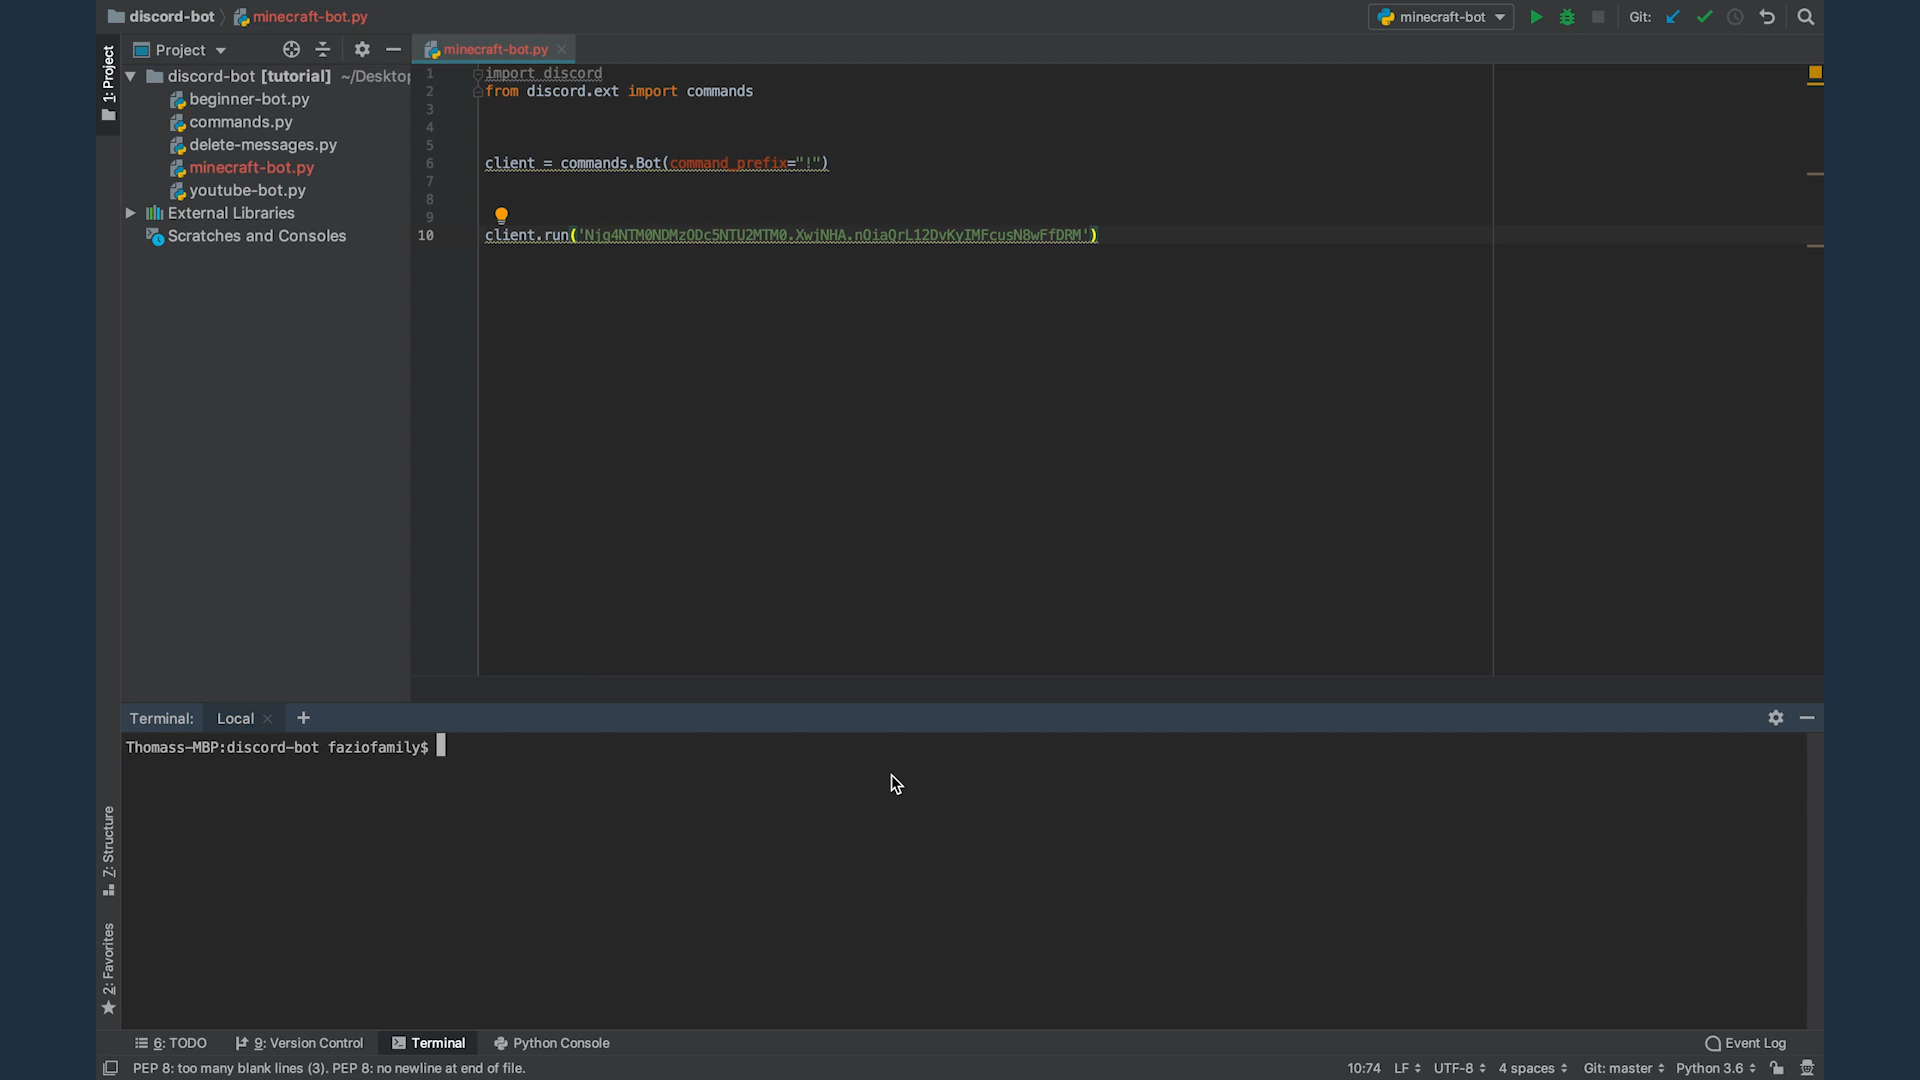 discord-bot minecraft-bot.py minecraft-bot Git:
1: Project
Project
minecraft-bot.py
discord-bot [tutorial] ~/Desktop
beginner-bot.py
commands.py
delete-messages.py
minecraft-bot.py
youtube-bot.py
External Libraries
Scratches and Consoles
1 import discord
2 from discord.ext import commands
3
4
5
6 client = commands.Bot(command_prefix="!")
7
8
9
10 client.run('')
Terminal: Local
Thomass-MBP:discord-bot faziofamily$
Z: Structure
2: Favorites
6: TODO 9: Version Control Terminal Python Console Event Log
PEP 8: too many blank lines (3). PEP 8: no newline at end of file. 10:74 LF UTF-8 4 spaces Git: master Python 3.6